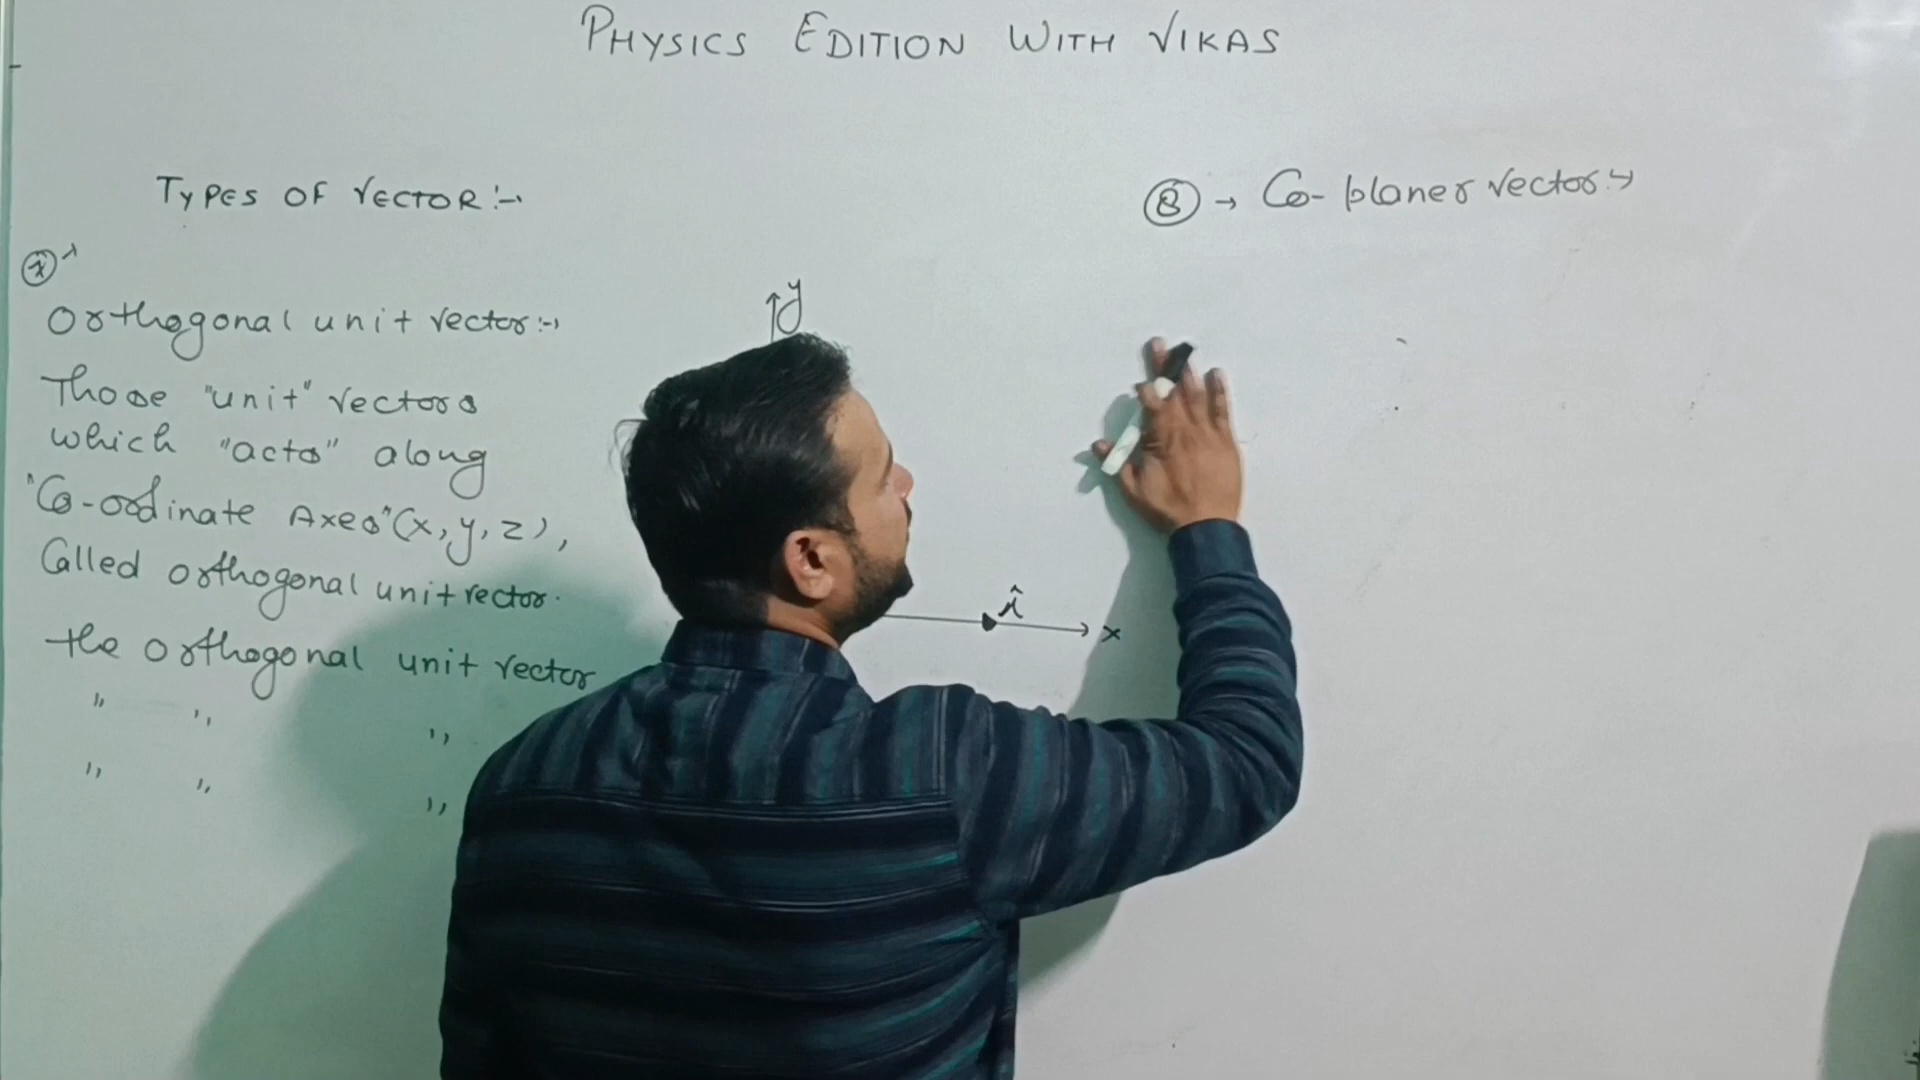 PHYSICS EDITION WITH VIKAS
TYPES OF VECTOR :→
Orthogonal unit vector :→
Those "unit" vectors
which "acts" along
"Co-ordinate Axes" (x, y, z),
Called orthogonal unit vector.
the orthogonal unit vector
" " "
" " "
y
î
x
⑧ → Co-planer vector :→